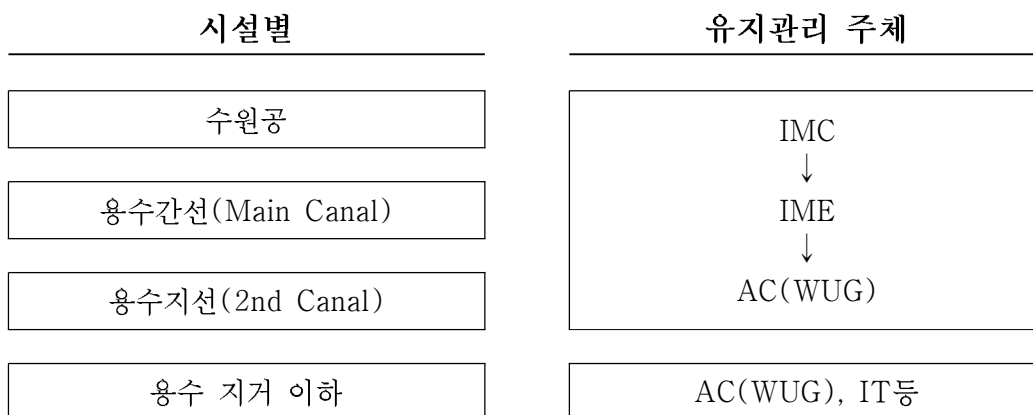 시설별
유지관리 주체
수원공
용수간선(Main Canal)
용수지선(2nd Canal)
용수 지거 이하
IMC
↓
IME
↓
AC(WUG)
AC(WUG), IT등